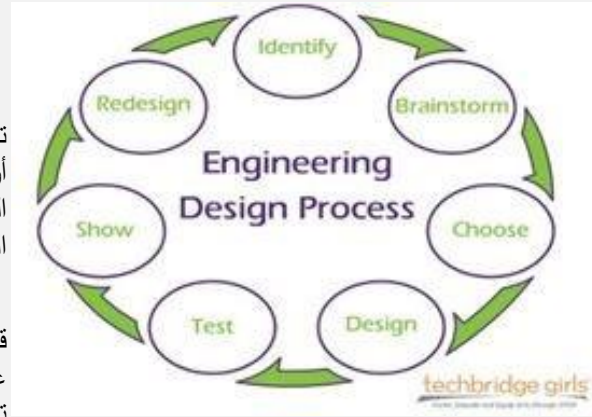 Identify
Redesign
Brainstorm
Engineering
Design Process
Show
Choose
Test
Design
techbridge girls